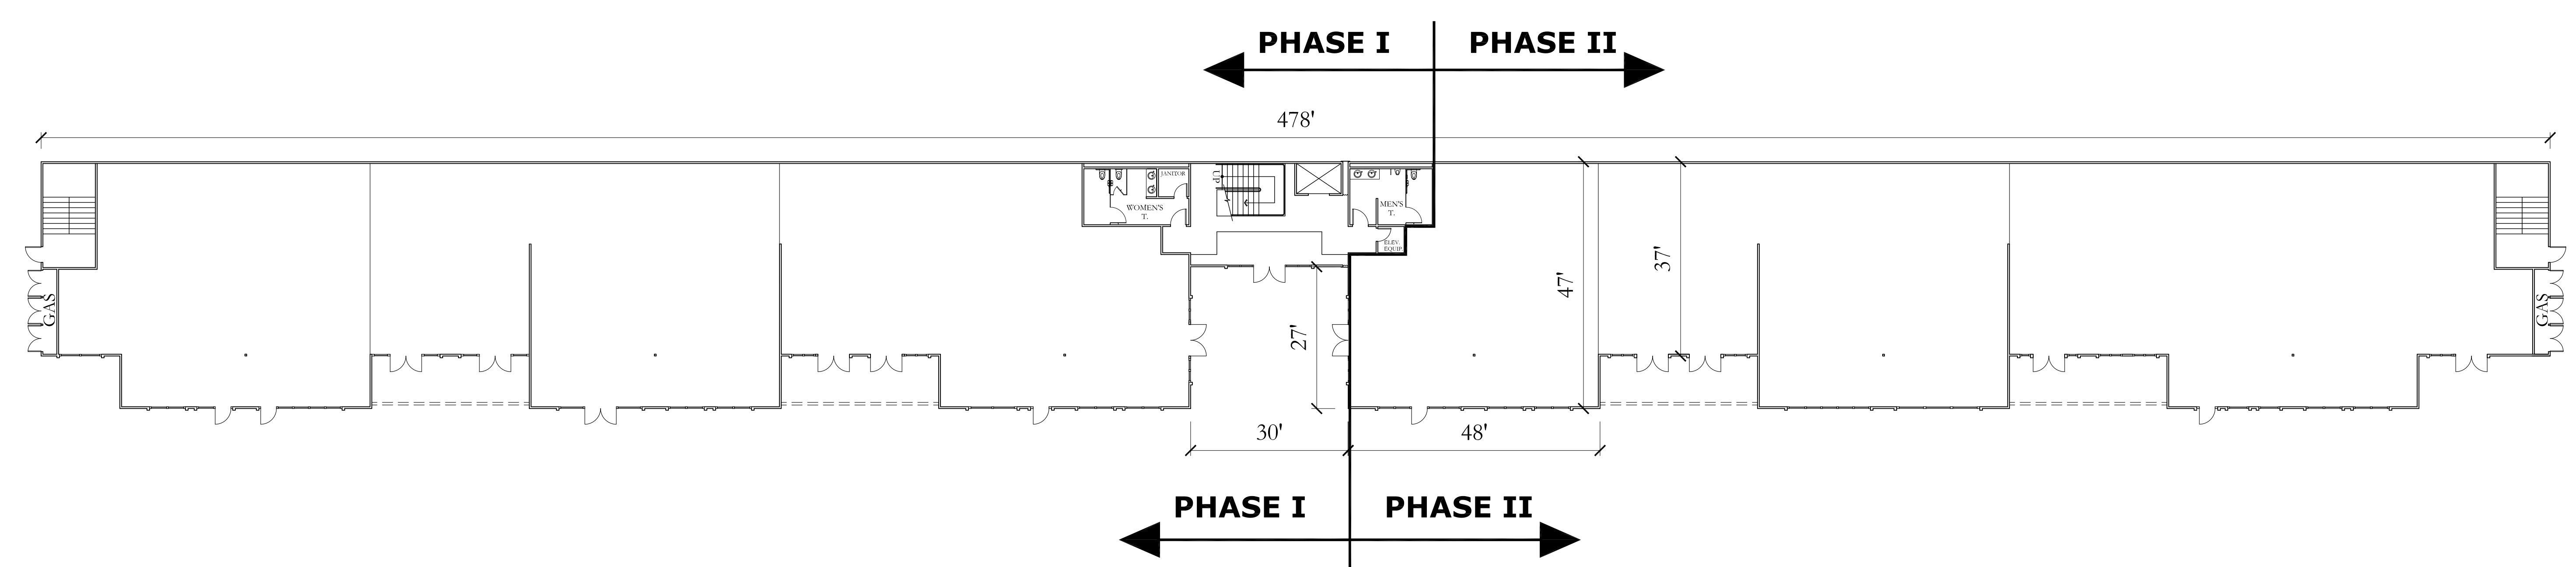 PHASE I
PHASE II
478'
JANITOR
UP
WOMEN'S
T.
MEN'S
T.
ELEV.
EQUIP.
GAS
47'
37'
27'
GAS
30'
48'
PHASE I
PHASE II